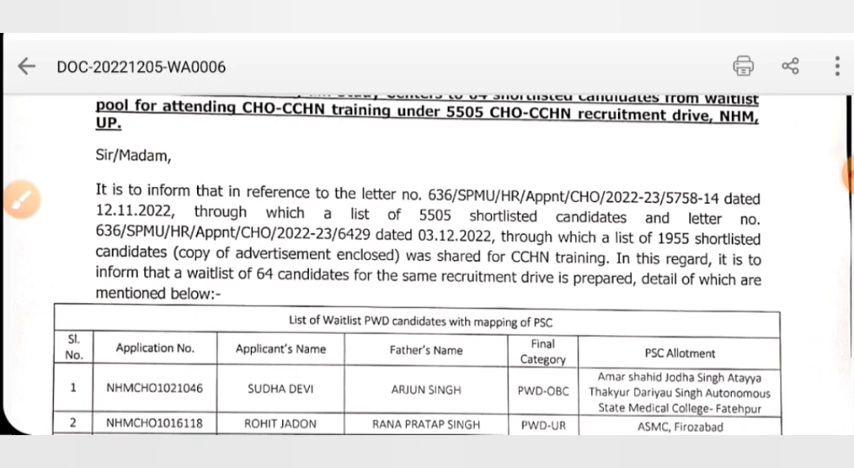 DOC-20221205-WA0006
to 64 shortlisted candidates from waitlist
pool for attending CHO-CCHN training under 5505 CHO-CCHN recruitment drive, NHM,
UP.
Sir/Madam,
It is to inform that in reference to the letter no. 636/SPMU/HR/Appnt/CHO/2022-23/5758-14 dated
12.11.2022, through which a list of 5505 shortlisted candidates and letter no.
636/SPMU/HR/Appnt/CHO/2022-23/6429 dated 03.12.2022, through which a list of 1955 shortlisted
candidates (copy of advertisement enclosed) was shared for CCHN training. In this regard, it is to
inform that a waitlist of 64 candidates for the same recruitment drive is prepared, detail of which are
mentioned below:-
List of Waitlist PWD candidates with mapping of PSC
Sl. No. Application No. Applicant's Name Father's Name Final Category PSC Allotment
1 NHMCHO1021046 SUDHA DEVI ARJUN SINGH PWD-OBC Amar shahid Jodha Singh Atayya
Thakyur Dariyau Singh Autonomous
State Medical College- Fatehpur
2 NHMCHO1016118 ROHIT JADON RANA PRATAP SINGH PWD-UR ASMC, Firozabad